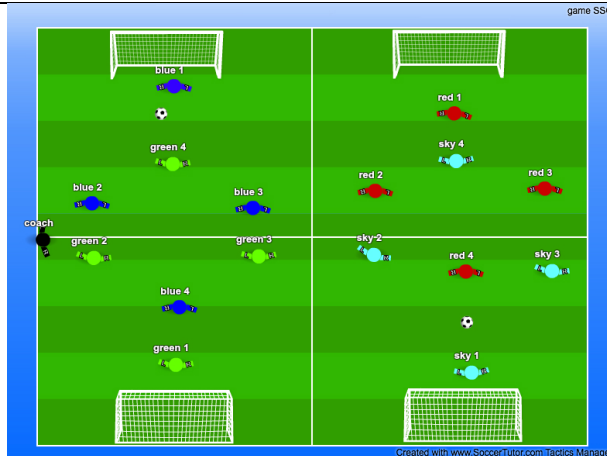 game SSG
blue 1
red 1
green 4
sky 4
blue 2
blue 3
red 2
red 3
coach
green 2
green 3
sky 2
red 4
sky 3
blue 4
green 1
sky 1
Created with www.SoccerTutor.com Tactics Manage